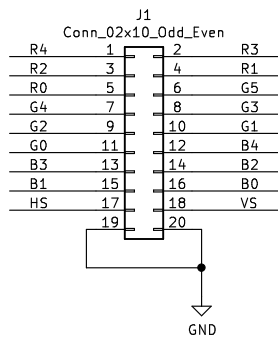 J1
Conn_02x10_Odd_Even
R4 1 2 R3
R2 3 4 R1
R0 5 6 G5
G4 7 8 G3
G2 9 10 G1
G0 11 12 B4
B3 13 14 B2
B1 15 16 B0
HS 17 18 VS
19 20
GND